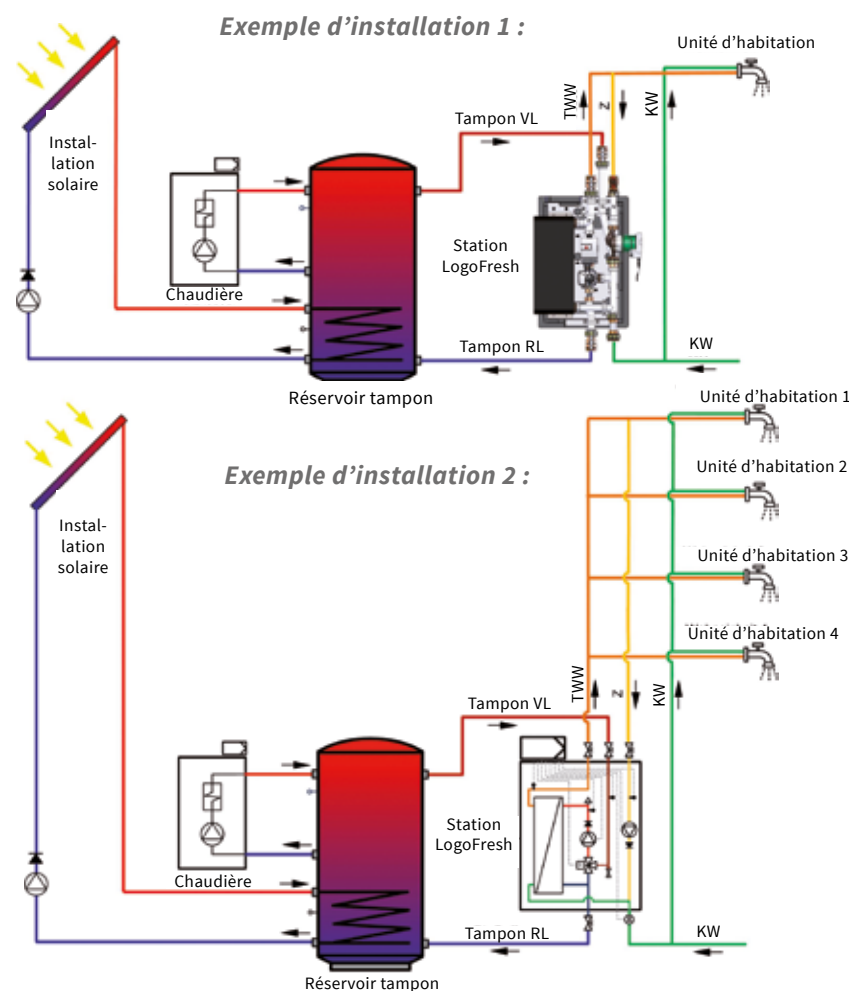 Exemple d'installation 1 :
Unité d'habitation
TWW
Z
KW
Tampon VL
Instal-
lation
solaire
Station
LogoFresh
Chaudière
Tampon RL
KW
Réservoir tampon
Unité d'habitation 1
Exemple d'installation 2 :
Unité d'habitation 2
Instal-
lation
solaire
Unité d'habitation 3
Unité d'habitation 4
TWW
Z
KW
Tampon VL
Station
LogoFresh
Chaudière
Tampon RL
KW
Réservoir tampon